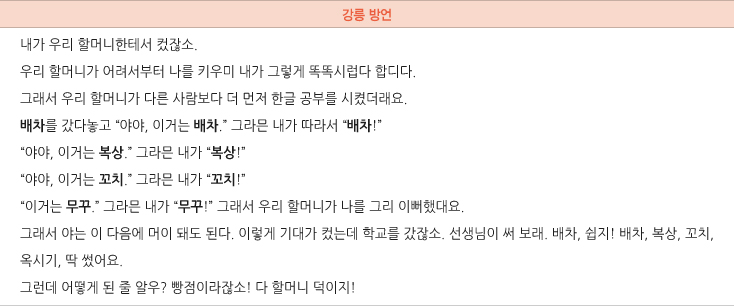 강릉 방언
내가 우리 할머니한테서 컸잖소.
우리 할머니가 어려서부터 나를 키우미 내가 그렇게 똑똑시럽다 합디다.
그래서 우리 할머니가 다른 사람보다 더 먼저 한글 공부를 시켰더래요.
배차를 갔다놓고 “야야, 이거는 배차.” 그라믄 내가 따라서 “배차!”
“야야, 이거는 복상.” 그라믄 내가 “복상!”
“야야, 이거는 꼬치.” 그라믄 내가 “꼬치!”
“이거는 무꾸.” 그라믄 내가 “무꾸!” 그래서 우리 할머니가 나를 그리 이뻐했대요.
그래서 야는 이 다음에 머이 돼도 된다. 이렇게 기대가 컸는데 학교를 갔잖소. 선생님이 써 보래. 배차, 쉽지! 배차, 복상, 꼬치,
옥시기, 딱 썼어요.
그런데 어떻게 된 줄 알우? 빵점이라잖소! 다 할머니 덕이지!